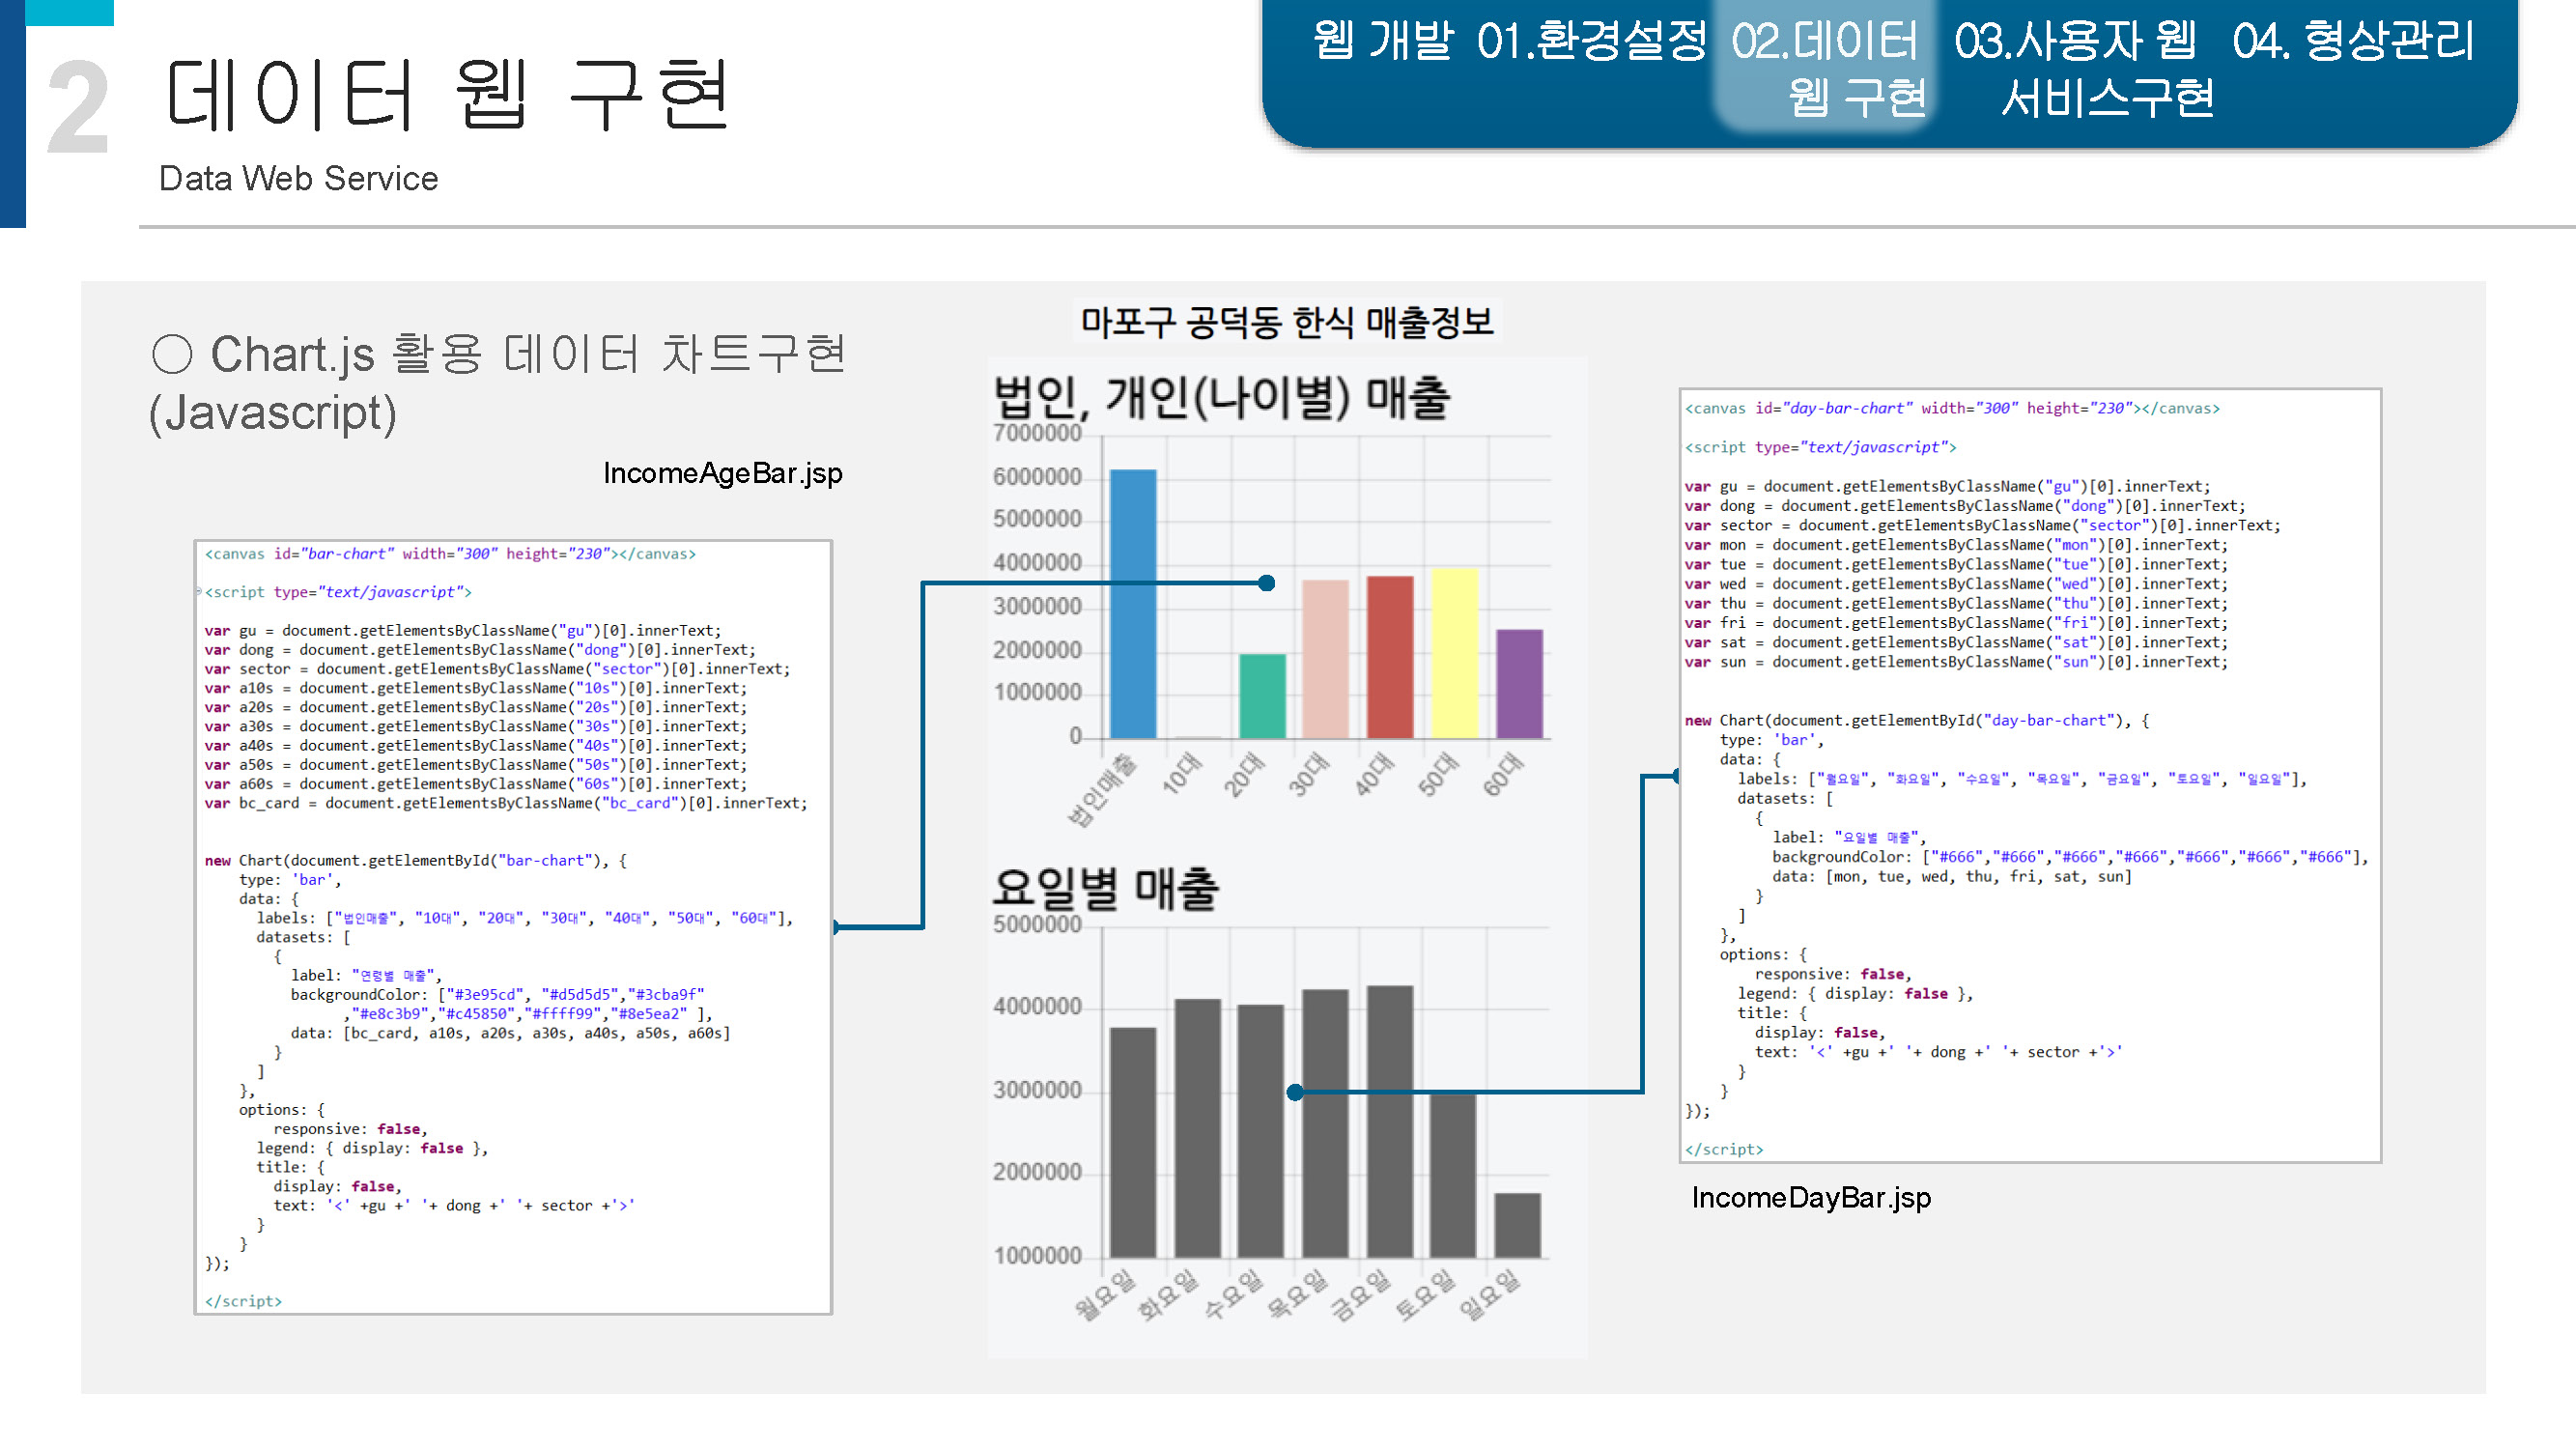 2
데이터 웹 구현
Data Web Service
웹 개발 01.환경설정 02.데이터 03.사용자 웹 04. 형상관리
웹 구현 서비스구현
○ Chart.js 활용 데이터 차트구현
(Javascript)
IncomeAgeBar.jsp
<canvas id="bar-chart" width="300" height="230"></canvas>
<script type="text/javascript">
var gu = document.getElementsByClassName("gu")[0].innerText;
var dong = document.getElementsByClassName("dong")[0].innerText;
var sector = document.getElementsByClassName("sector")[0].innerText;
var a10s = document.getElementsByClassName("10s")[0].innerText;
var a20s = document.getElementsByClassName("20s")[0].innerText;
var a30s = document.getElementsByClassName("30s")[0].innerText;
var a40s = document.getElementsByClassName("40s")[0].innerText;
var a50s = document.getElementsByClassName("50s")[0].innerText;
var a60s = document.getElementsByClassName("60s")[0].innerText;
var bc_card = document.getElementsByClassName("bc_card")[0].innerText;
new Chart(document.getElementById("bar-chart"), {
type: 'bar',
data: {
labels: ["법인매출", "10대", "20대", "30대", "40대", "50대", "60대"],
datasets: [
{
label: "연령별 매출",
backgroundColor: ["#3e95cd", "#d5d5d5","#3cba9f"
,"#e8c3b9","#c45850","#ffff99","#8e5ea2" ],
data: [bc_card, a10s, a20s, a30s, a40s, a50s, a60s]
}
]
},
options: {
responsive: false,
legend: { display: false },
title: {
display: false,
text: '<' +gu +' '+ dong +' '+ sector +'>'
}
}
});
</script>
마포구 공덕동 한식 매출정보
법인, 개인(나이별) 매출
7000000
6000000
5000000
4000000
3000000
2000000
1000000
0
법인매출 10대 20대 30대 40대 50대 60대
요일별 매출
5000000
4000000
3000000
2000000
1000000
월요일 화요일 수요일 목요일 금요일 토요일 일요일
<canvas id="day-bar-chart" width="300" height="230"></canvas>
<script type="text/javascript">
var gu = document.getElementsByClassName("gu")[0].innerText;
var dong = document.getElementsByClassName("dong")[0].innerText;
var sector = document.getElementsByClassName("sector")[0].innerText;
var mon = document.getElementsByClassName("mon")[0].innerText;
var tue = document.getElementsByClassName("tue")[0].innerText;
var wed = document.getElementsByClassName("wed")[0].innerText;
var thu = document.getElementsByClassName("thu")[0].innerText;
var fri = document.getElementsByClassName("fri")[0].innerText;
var sat = document.getElementsByClassName("sat")[0].innerText;
var sun = document.getElementsByClassName("sun")[0].innerText;
new Chart(document.getElementById("day-bar-chart"), {
type: 'bar',
data: {
labels: ["월요일", "화요일", "수요일", "목요일", "금요일", "토요일", "일요일"],
datasets: [
{
label: "요일별 매출",
backgroundColor: ["#666","#666","#666","#666","#666","#666","#666"],
data: [mon, tue, wed, thu, fri, sat, sun]
}
]
},
options: {
responsive: false,
legend: { display: false },
title: {
display: false,
text: '<' +gu +' '+ dong +' '+ sector +'>'
}
}
});
</script>
IncomeDayBar.jsp